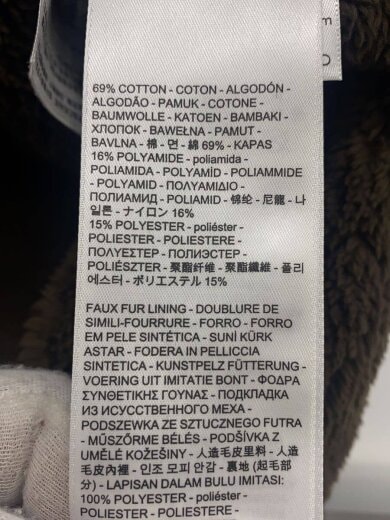 69% COTTON - COTON - ALGODÓN -
ALGODÃO - PAMUK - COTONE -
BAUMWOLLE - KATOEN - BAMBAKI -
ХЛОПОК - BAWEŁNA - PAMUT -
BAVLNA - 棉 - 면 - 綿 69% - KAPAS
16% POLYAMIDE - poliamida -
POLIAMIDA - POLYAMİD - POLIAMMIDE
- POLYAMID - ΠΟΛΥΑΜΙΔΙΟ -
ПОЛИАМИД - POLIAMID - 锦纶 - 尼龍 - 나
일론 - ナイロン 16%
15% POLYESTER - poliéster -
POLIESTER - POLIESTERE -
ΠΟΛΥΕΣΤΕΡ - ПОЛИЭСТЕР -
POLIÉSZTER - 聚酯纤维 - 聚酯纖維 - 폴리
에스터 - ポリエステル 15%
FAUX FUR LINING - DOUBLURE DE
SIMILI-FOURRURE - FORRO - FORRO
EM PELE SINTÉTICA - SUNİ KÜRK
ASTAR - FODERA IN PELLICCIA
SINTETICA - KUNSTPELZ FÜTTERUNG -
VOERING UIT IMITATIE BONT - ΦΟΔΡΑ
ΣΥΝΘΕΤΙΚΗΣ ΓΟΥΝΑΣ - ПОДКЛАДКА
ИЗ ИСКУССТВЕННОГО МЕХА -
PODSZEWKA ZE SZTUCZNEGO FUTRA
- MŰSZŐRME BÉLÉS - PODŠÍVKA Z
UMĚLÉ KOŽEŠINY - 人造毛皮里料 - 人造
毛皮內裡 - 인조 모피 안감 - 裏地 (起毛部
分) - LAPISAN DALAM BULU IMITASI:
100% POLYESTER - poliéster -
POLIESTER - POLIESTERE -